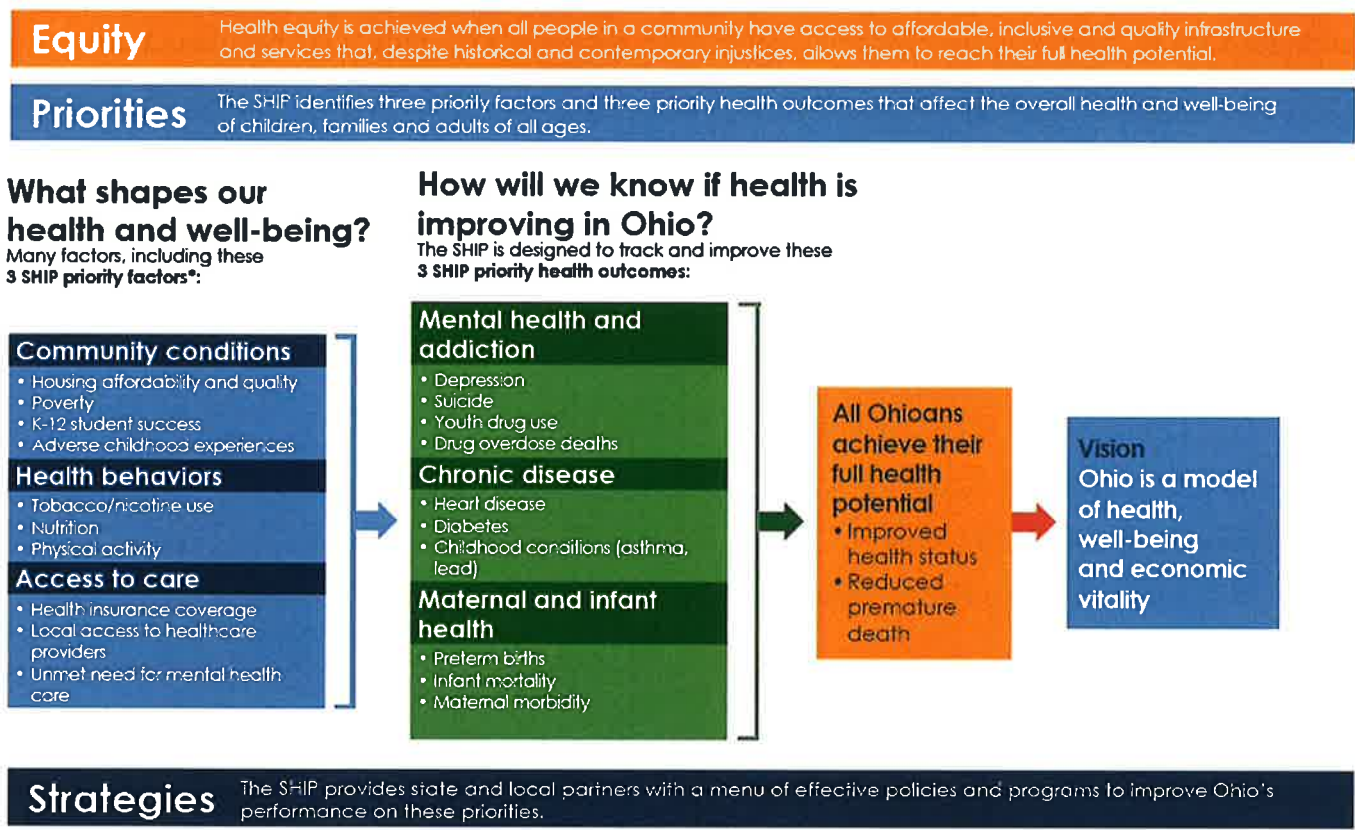 Equity
Health equity is achieved when all people in a community have access to affordable, inclusive and quality infrastructure
and services that, despite historical and contemporary injustices, allows them to reach their full health potential.
Priorities
The SHIP identifies three priority factors and three priority health outcomes that affect the overall health and well-being
of children, families and adults of all ages.
What shapes our
health and well-being?
Many factors, including these
3 SHIP priority factors*:
Community conditions
• Housing affordability and quality
• Poverty
• K-12 student success
• Adverse childhood experiences
Health behaviors
• Tobacco/nicotine use
• Nutrition
• Physical activity
Access to care
• Health insurance coverage
• Local access to healthcare
providers
• Unmet need for mental health
care
How will we know if health is
improving in Ohio?
The SHIP is designed to track and improve these
3 SHIP priority health outcomes:
Mental health and
addiction
• Depression
• Suicide
• Youth drug use
• Drug overdose deaths
Chronic disease
• Heart disease
• Diabetes
• Childhood conditions (asthma,
lead)
Maternal and infant
health
• Preterm births
• Infant mortality
• Maternal morbidity
All Ohioans
achieve their
full health
potential
• Improved
health status
• Reduced
premature
death
Vision
Ohio is a model
of health,
well-being
and economic
vitality
Strategies
The SHIP provides state and local partners with a menu of effective policies and programs to improve Ohio's
performance on these priorities.